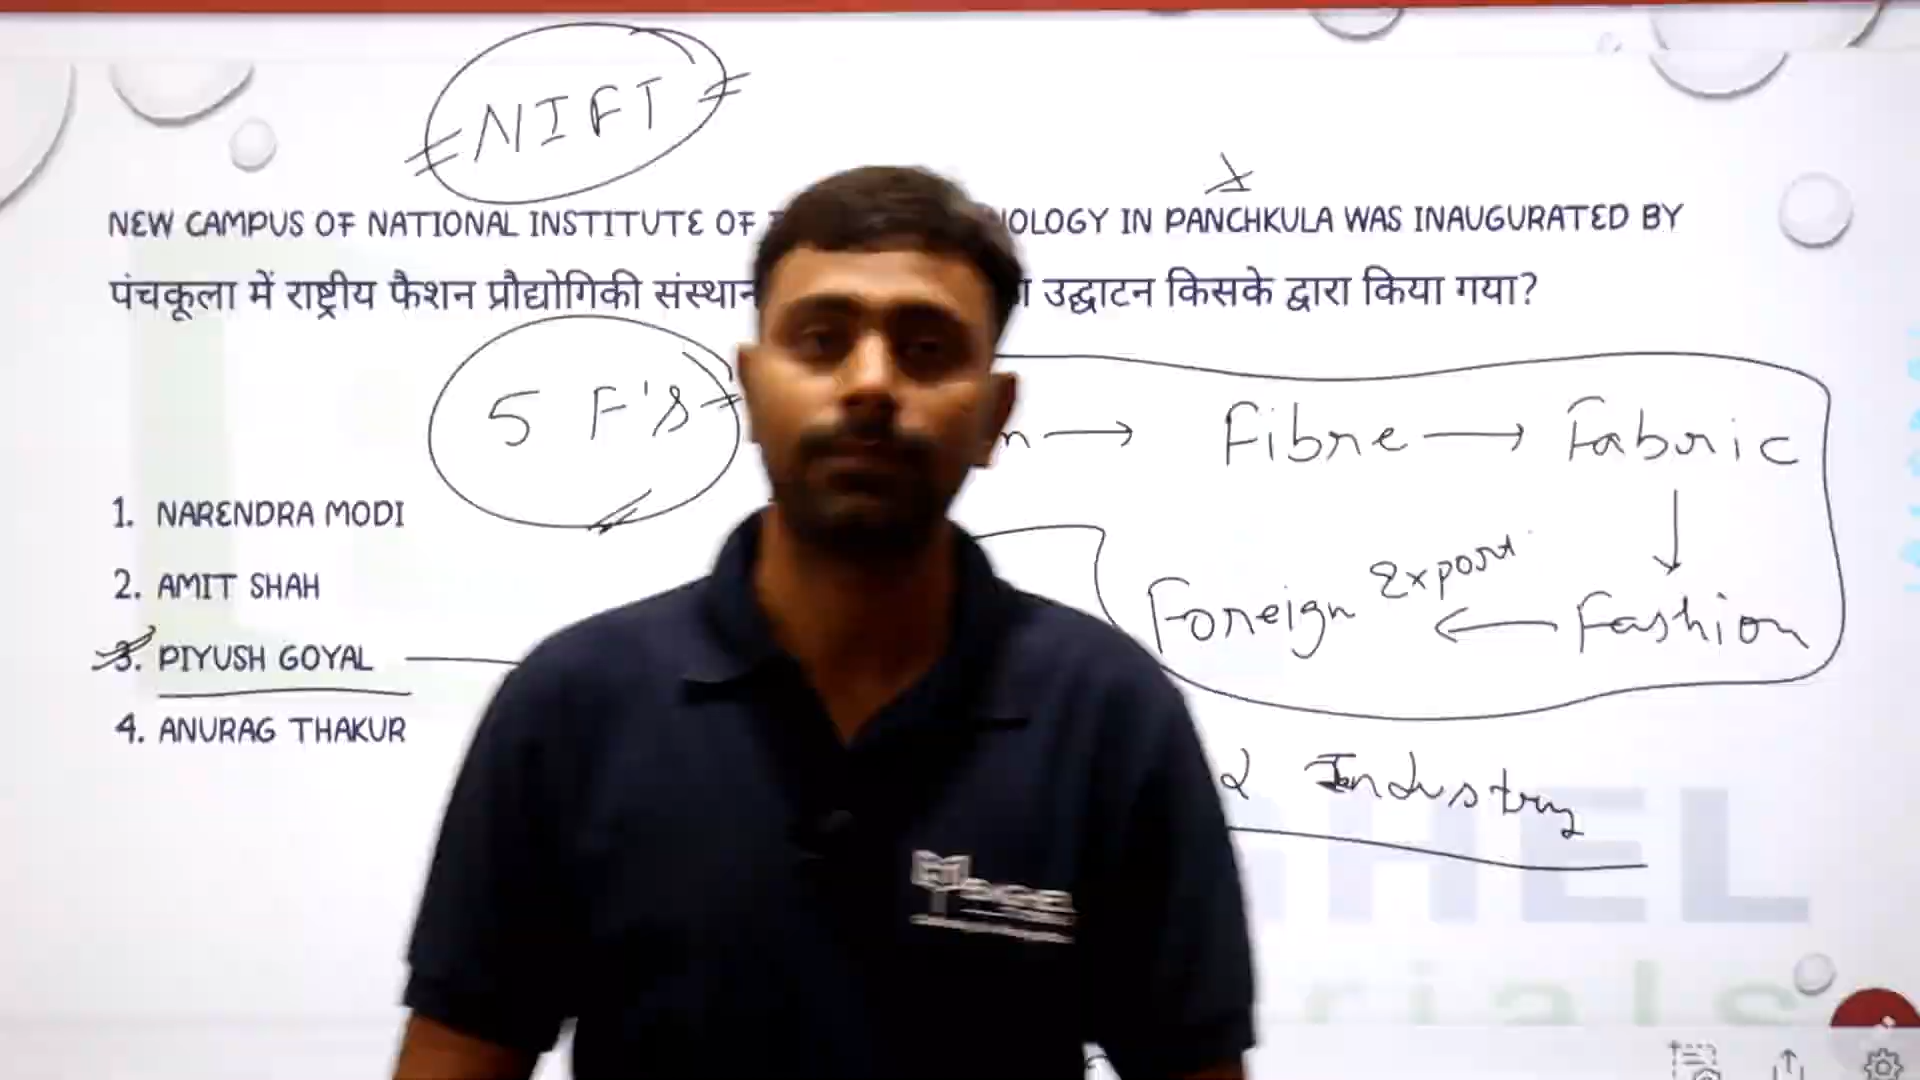 NIFT
NEW CAMPUS OF NATIONAL INSTITUTE OF OLOGY IN PANCHKULA WAS INAUGURATED BY
पंचकूला में राष्ट्रीय फैशन प्रौद्योगिकी संस्थान उद्घाटन किसके द्वारा किया गया?
5 F's
Fibre Fabric
Foreign Export Fashion
1. NARENDRA MODI
2. AMIT SHAH
3. PIYUSH GOYAL
4. ANURAG THAKUR
Industry
GHEL
rials